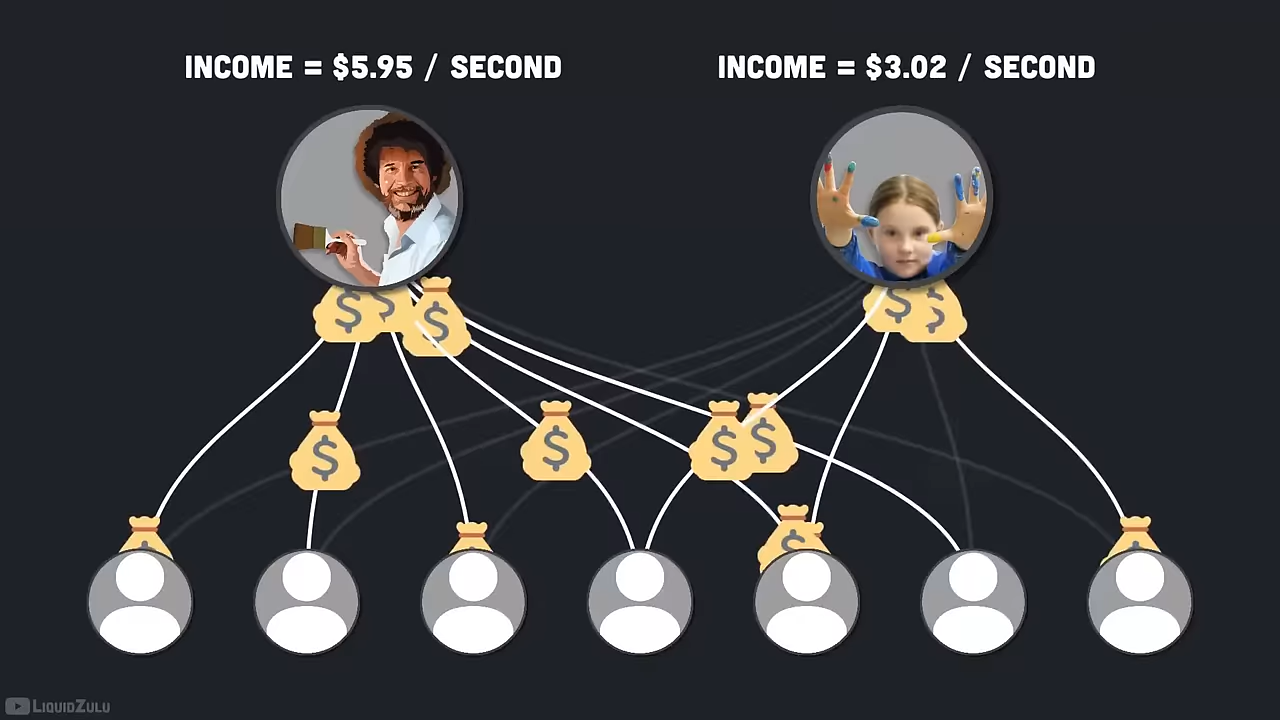 INCOME = $5.95 / SECOND
INCOME = $3.02 / SECOND
LIQUIDZULU